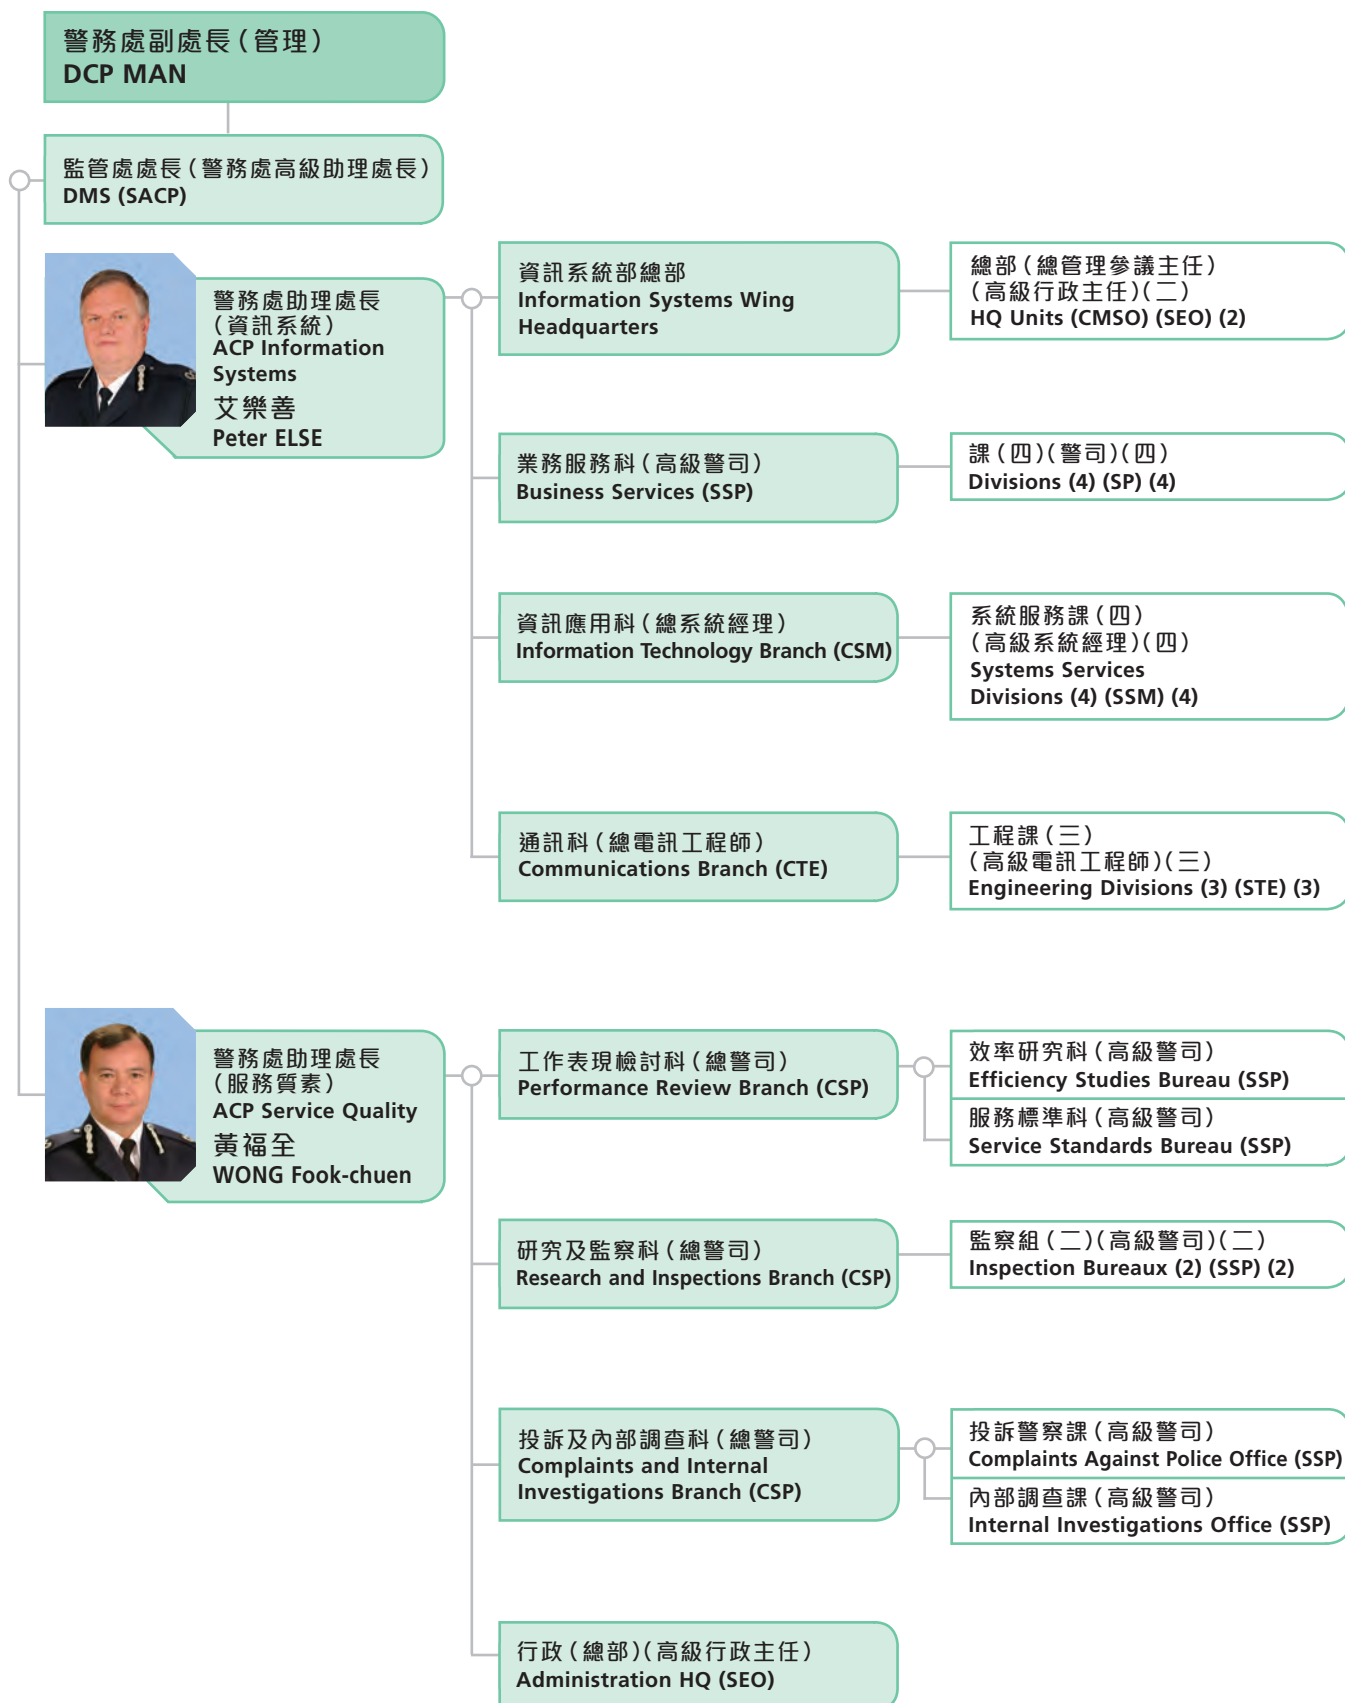 警務處副處長（管理）
DCP MAN
監管處處長（警務處高級助理處長）
DMS (SACP)
警務處助理處長
（資訊系統）
ACP Information
Systems
艾樂善
Peter ELSE
資訊系統部總部
Information Systems Wing
Headquarters
總部（總管理參議主任）
（高級行政主任）（二）
HQ Units (CMSO) (SEO) (2)
業務服務科（高級警司）
Business Services (SSP)
課（四）（警司）（四）
Divisions (4) (SP) (4)
資訊應用科（總系統經理）
Information Technology Branch (CSM)
系統服務課（四）
（高級系統經理）（四）
Systems Services
Divisions (4) (SSM) (4)
通訊科（總電訊工程師）
Communications Branch (CTE)
工程課（三）
（高級電訊工程師）（三）
Engineering Divisions (3) (STE) (3)
警務處助理處長
（服務質素）
ACP Service Quality
黃福全
WONG Fook-chuen
工作表現檢討科（總警司）
Performance Review Branch (CSP)
效率研究科（高級警司）
Efficiency Studies Bureau (SSP)
服務標準科（高級警司）
Service Standards Bureau (SSP)
研究及監察科（總警司）
Research and Inspections Branch (CSP)
監察組（二）（高級警司）（二）
Inspection Bureaux (2) (SSP) (2)
投訴及內部調查科（總警司）
Complaints and Internal
Investigations Branch (CSP)
投訴警察課（高級警司）
Complaints Against Police Office (SSP)
內部調查課（高級警司）
Internal Investigations Office (SSP)
行政（總部）（高級行政主任）
Administration HQ (SEO)